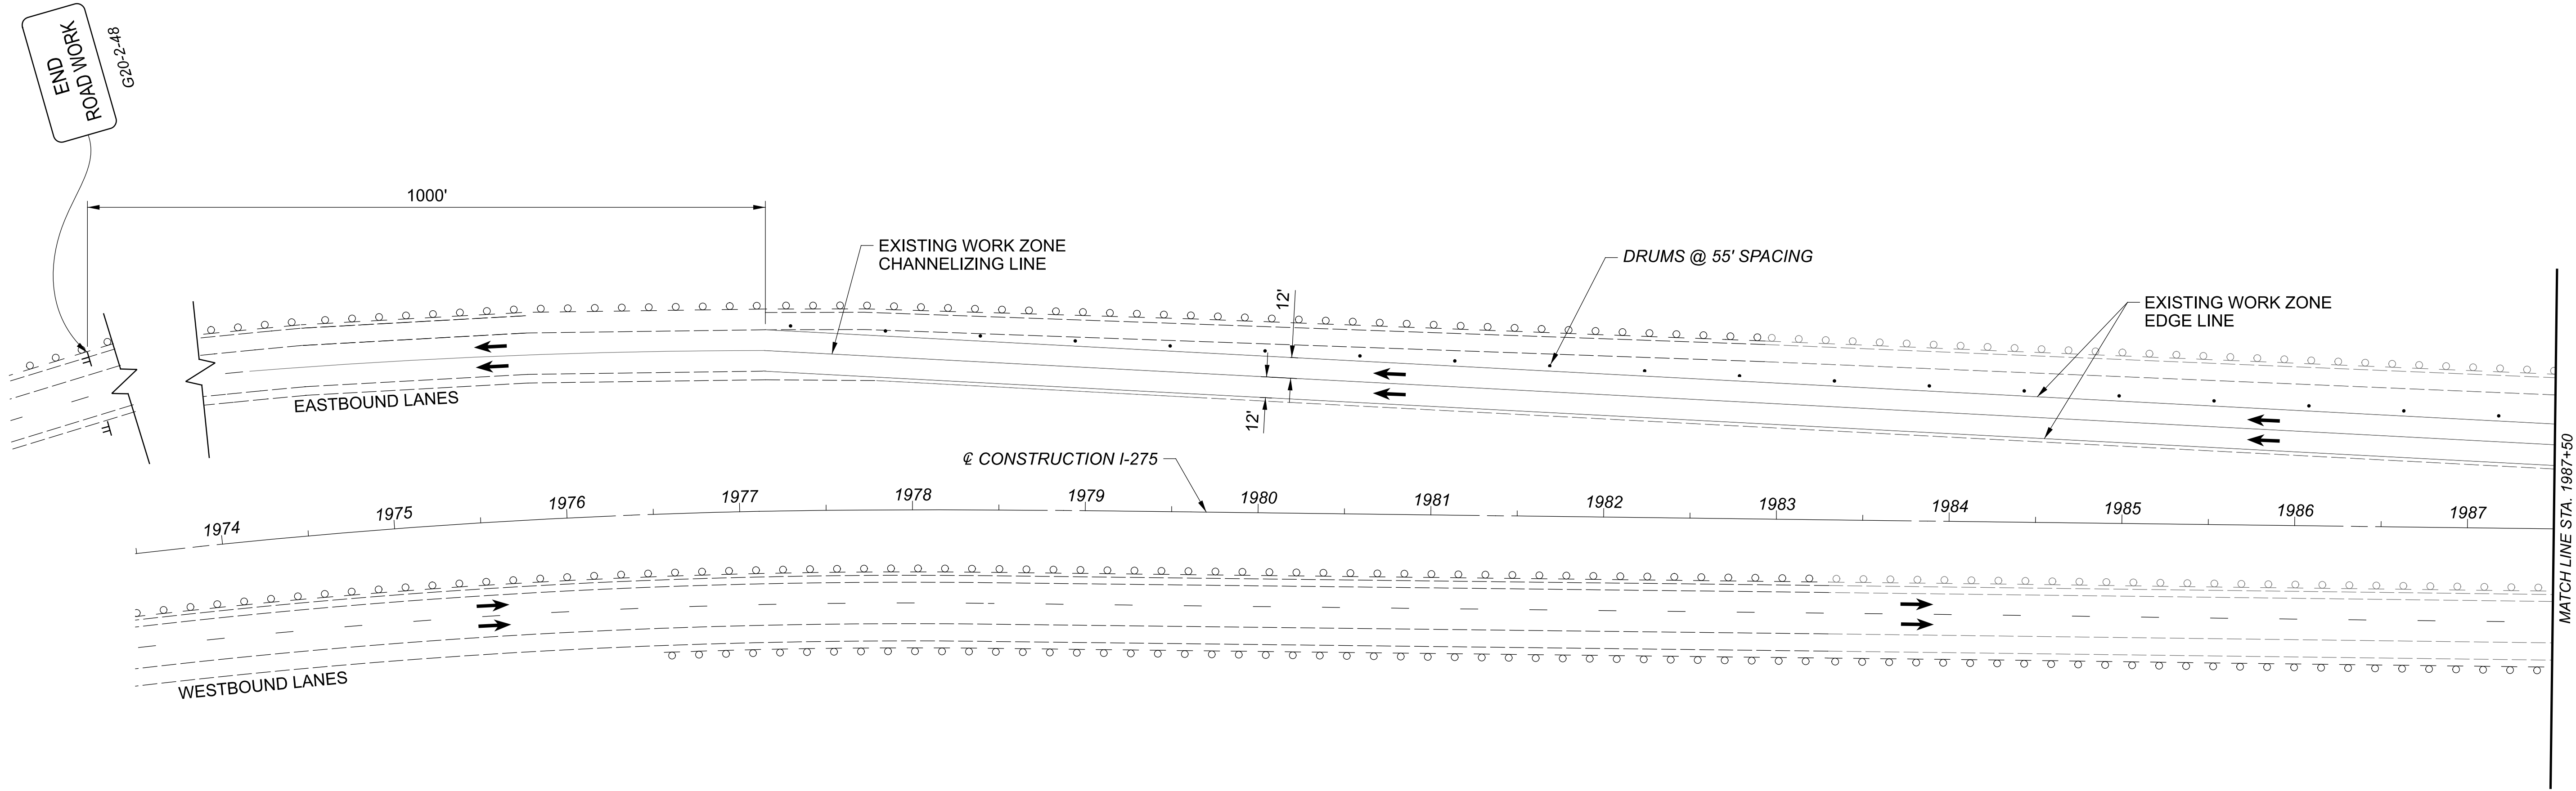 END
ROAD WORK
G20-2-48
1000'
EXISTING WORK ZONE
CHANNELIZING LINE
DRUMS @ 55' SPACING
12'
12'
EXISTING WORK ZONE
EDGE LINE
EASTBOUND LANES
℄ CONSTRUCTION I-275
1974
1975
1976
1977
1978
1979
1980
1981
1982
1983
1984
1985
1986
1987
WESTBOUND LANES
MATCH LINE STA. 1987+50